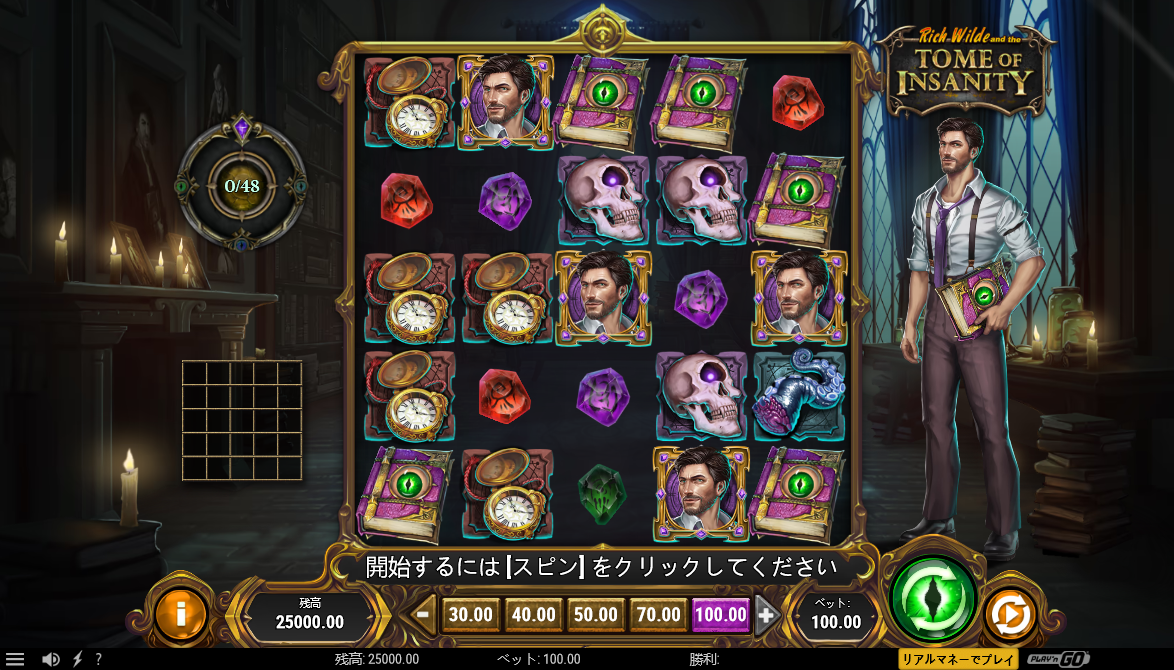 Rich Wilde and the
TOME OF
INSANITY
0/48
開始するには [スピン] をクリックしてください
残高
25000.00
30.00 40.00 50.00 70.00 100.00
ベット:
100.00
?
残高: 25000.00
ベット: 100.00
勝利:
リアルマネーでプレイ
PLAY'n GO